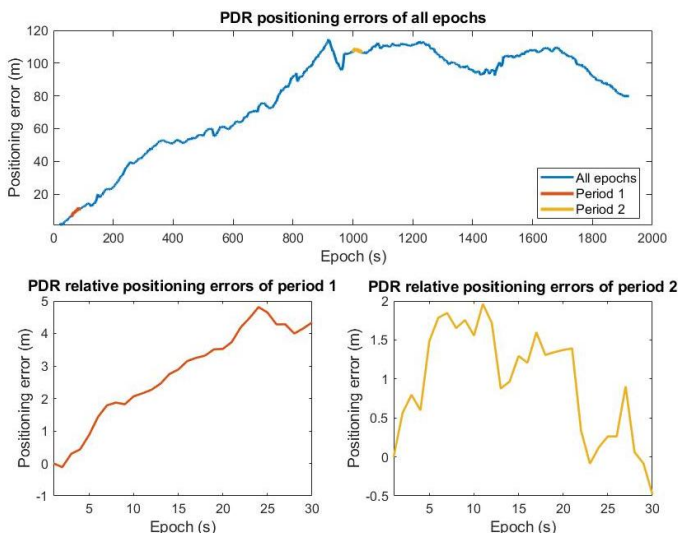 PDR positioning errors of all epochs
120
100
80
60
40
20
Positioning error (m)
All epochs
Period 1
Period 2
0 200 400 600 800 1000 1200 1400 1600 1800 2000
Epoch (s)
PDR relative positioning errors of period 1
5
4
3
2
1
0
-1
Positioning error (m)
5 10 15 20 25 30
Epoch (s)
PDR relative positioning errors of period 2
2
1.5
1
0.5
0
-0.5
Positioning error (m)
5 10 15 20 25 30
Epoch (s)